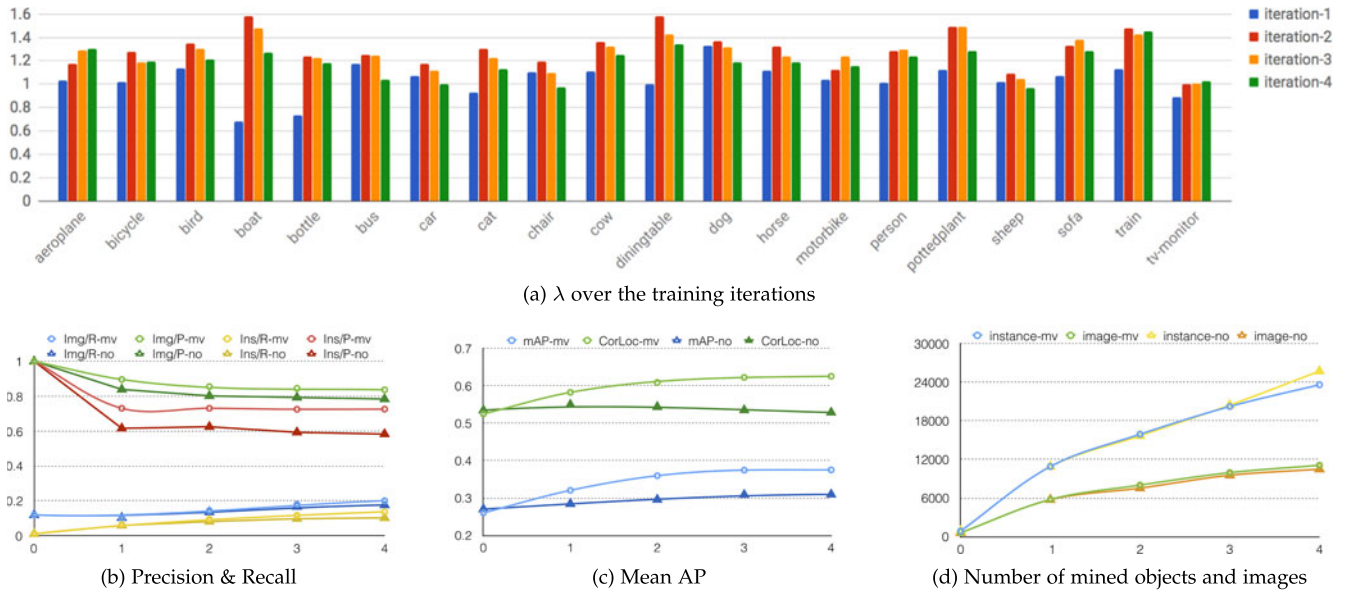 1.6
1.4
1.2
1
0.8
0.6
0.4
0.2
0
iteration-1
iteration-2
iteration-3
iteration-4
aeroplane bicycle bird boat bottle bus car cat chair cow diningtable dog horse motorbike person pottedplant sheep sofa train tv-monitor
(a) λ over the training iterations
Img/R-mv Img/P-mv Ins/R-mv Ins/P-mv
Img/R-no Img/P-no Ins/R-no Ins/P-no
1
0.8
0.6
0.4
0.2
0
0 1 2 3 4
(b) Precision & Recall
mAP-mv CorLoc-mv mAP-no CorLoc-no
0.7
0.6
0.5
0.4
0.3
0.2
0 1 2 3 4
(c) Mean AP
instance-mv image-mv instance-no image-no
30000
24000
18000
12000
6000
0
0 1 2 3 4
(d) Number of mined objects and images